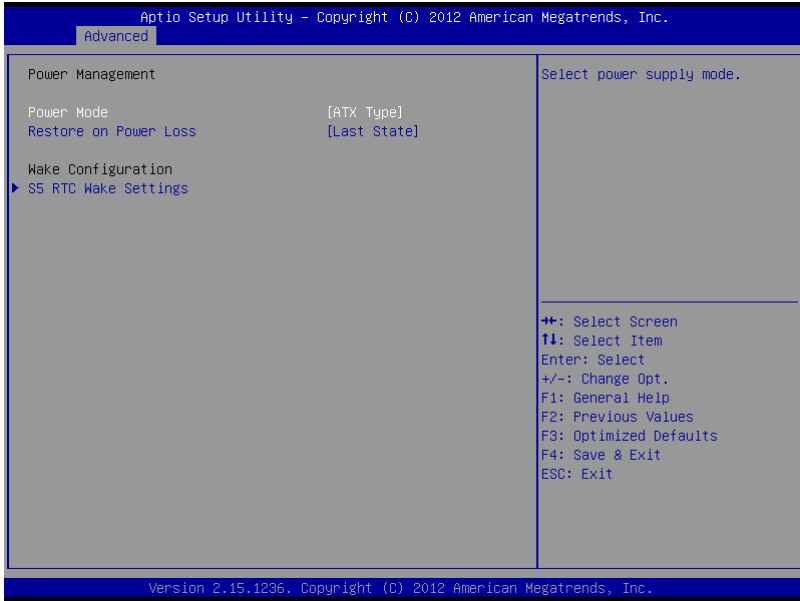 Aptio Setup Utility – Copyright (C) 2012 American Megatrends, Inc.
Advanced
Power Management
Power Mode [ATX Type]
Restore on Power Loss [Last State]
Wake Configuration
S5 RTC Wake Settings
Select power supply mode.
→←: Select Screen
↑↓: Select Item
Enter: Select
+/-: Change Opt.
F1: General Help
F2: Previous Values
F3: Optimized Defaults
F4: Save & Exit
ESC: Exit
Version 2.15.1236. Copyright (C) 2012 American Megatrends, Inc.